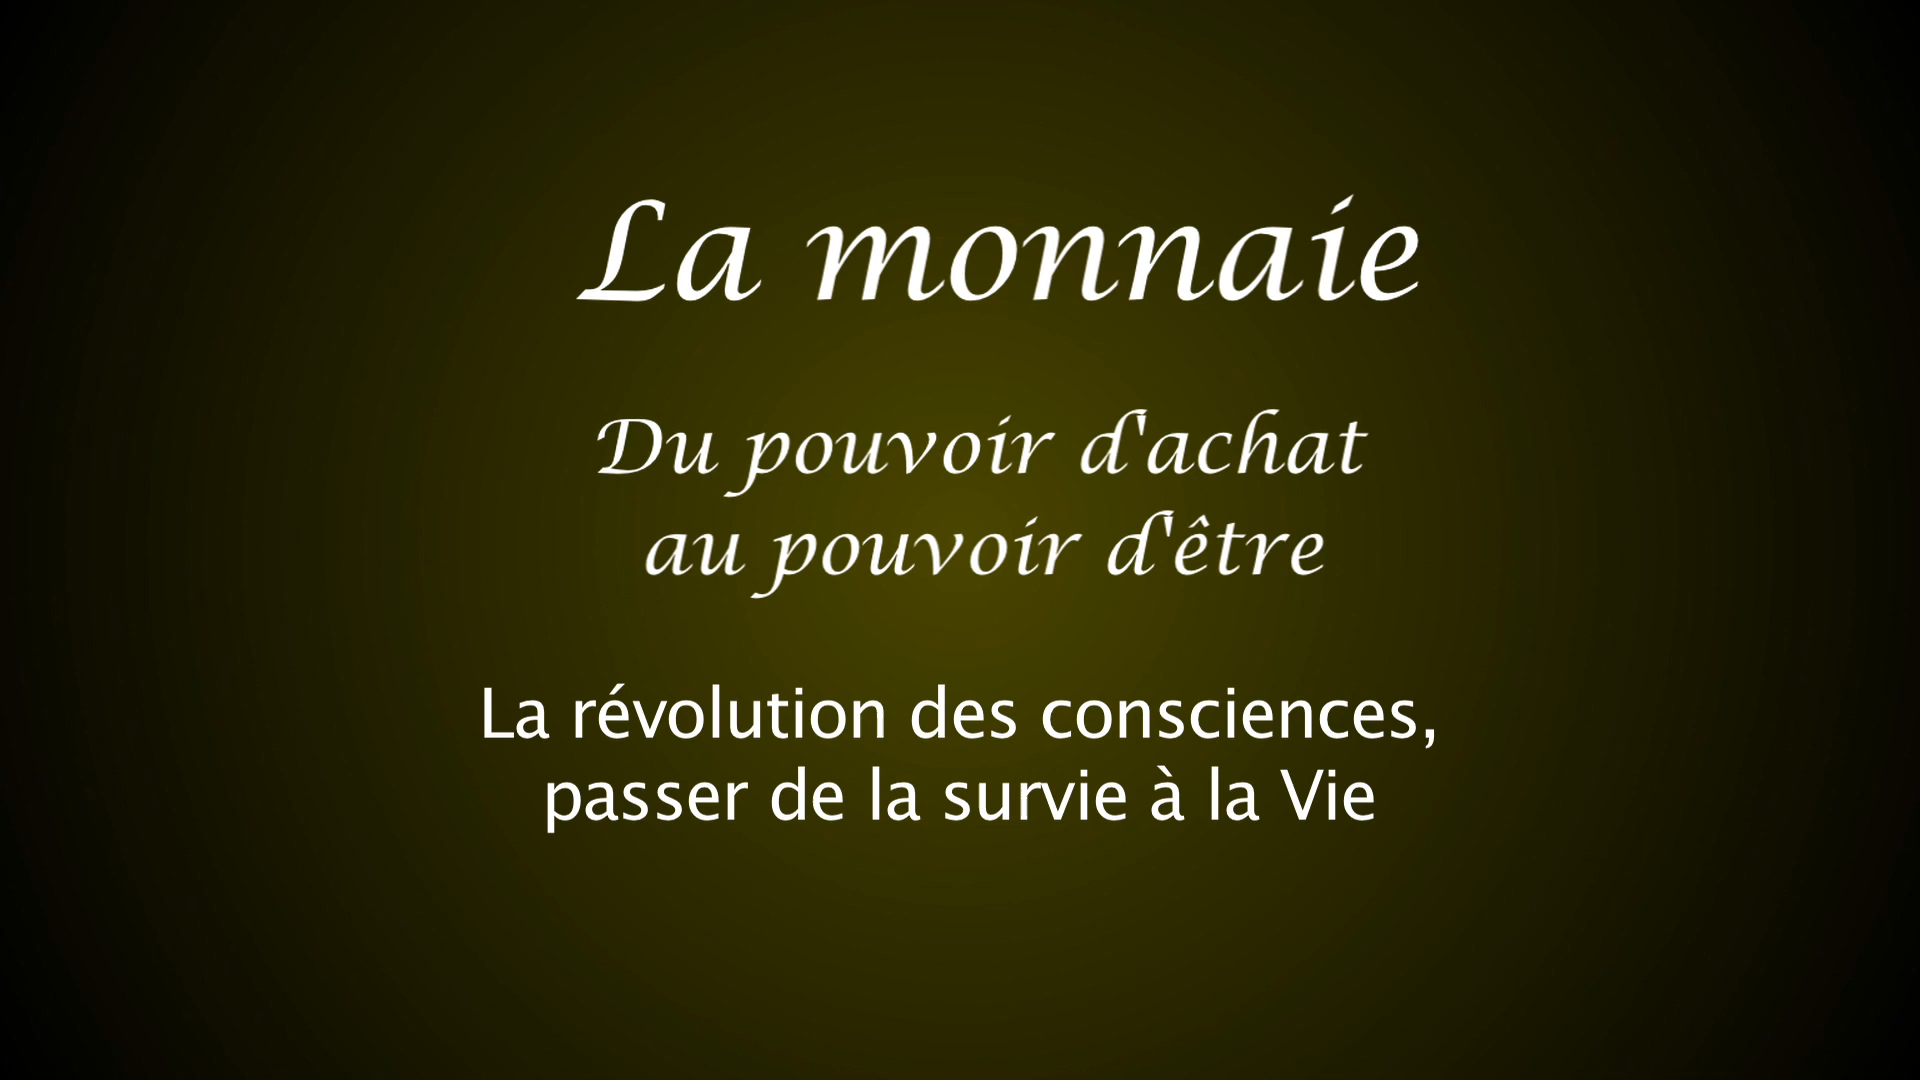 La monnaie
Du pouvoir d'achat
au pouvoir d'être
La révolution des consciences,
passer de la survie à la Vie